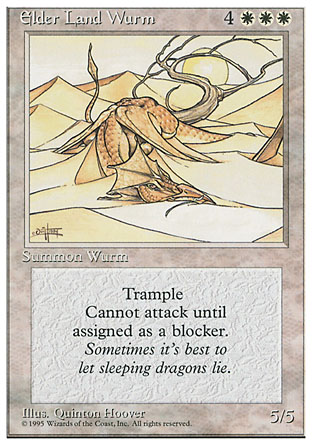 Elder Land Wurm 4
Summon Wurm
Trample
Cannot attack until
assigned as a blocker.
Sometimes it's best to
let sleeping dragons lie.
Illus. Quinton Hoover
©1995 Wizards of the Coast, Inc. All rights reserved.
5/5